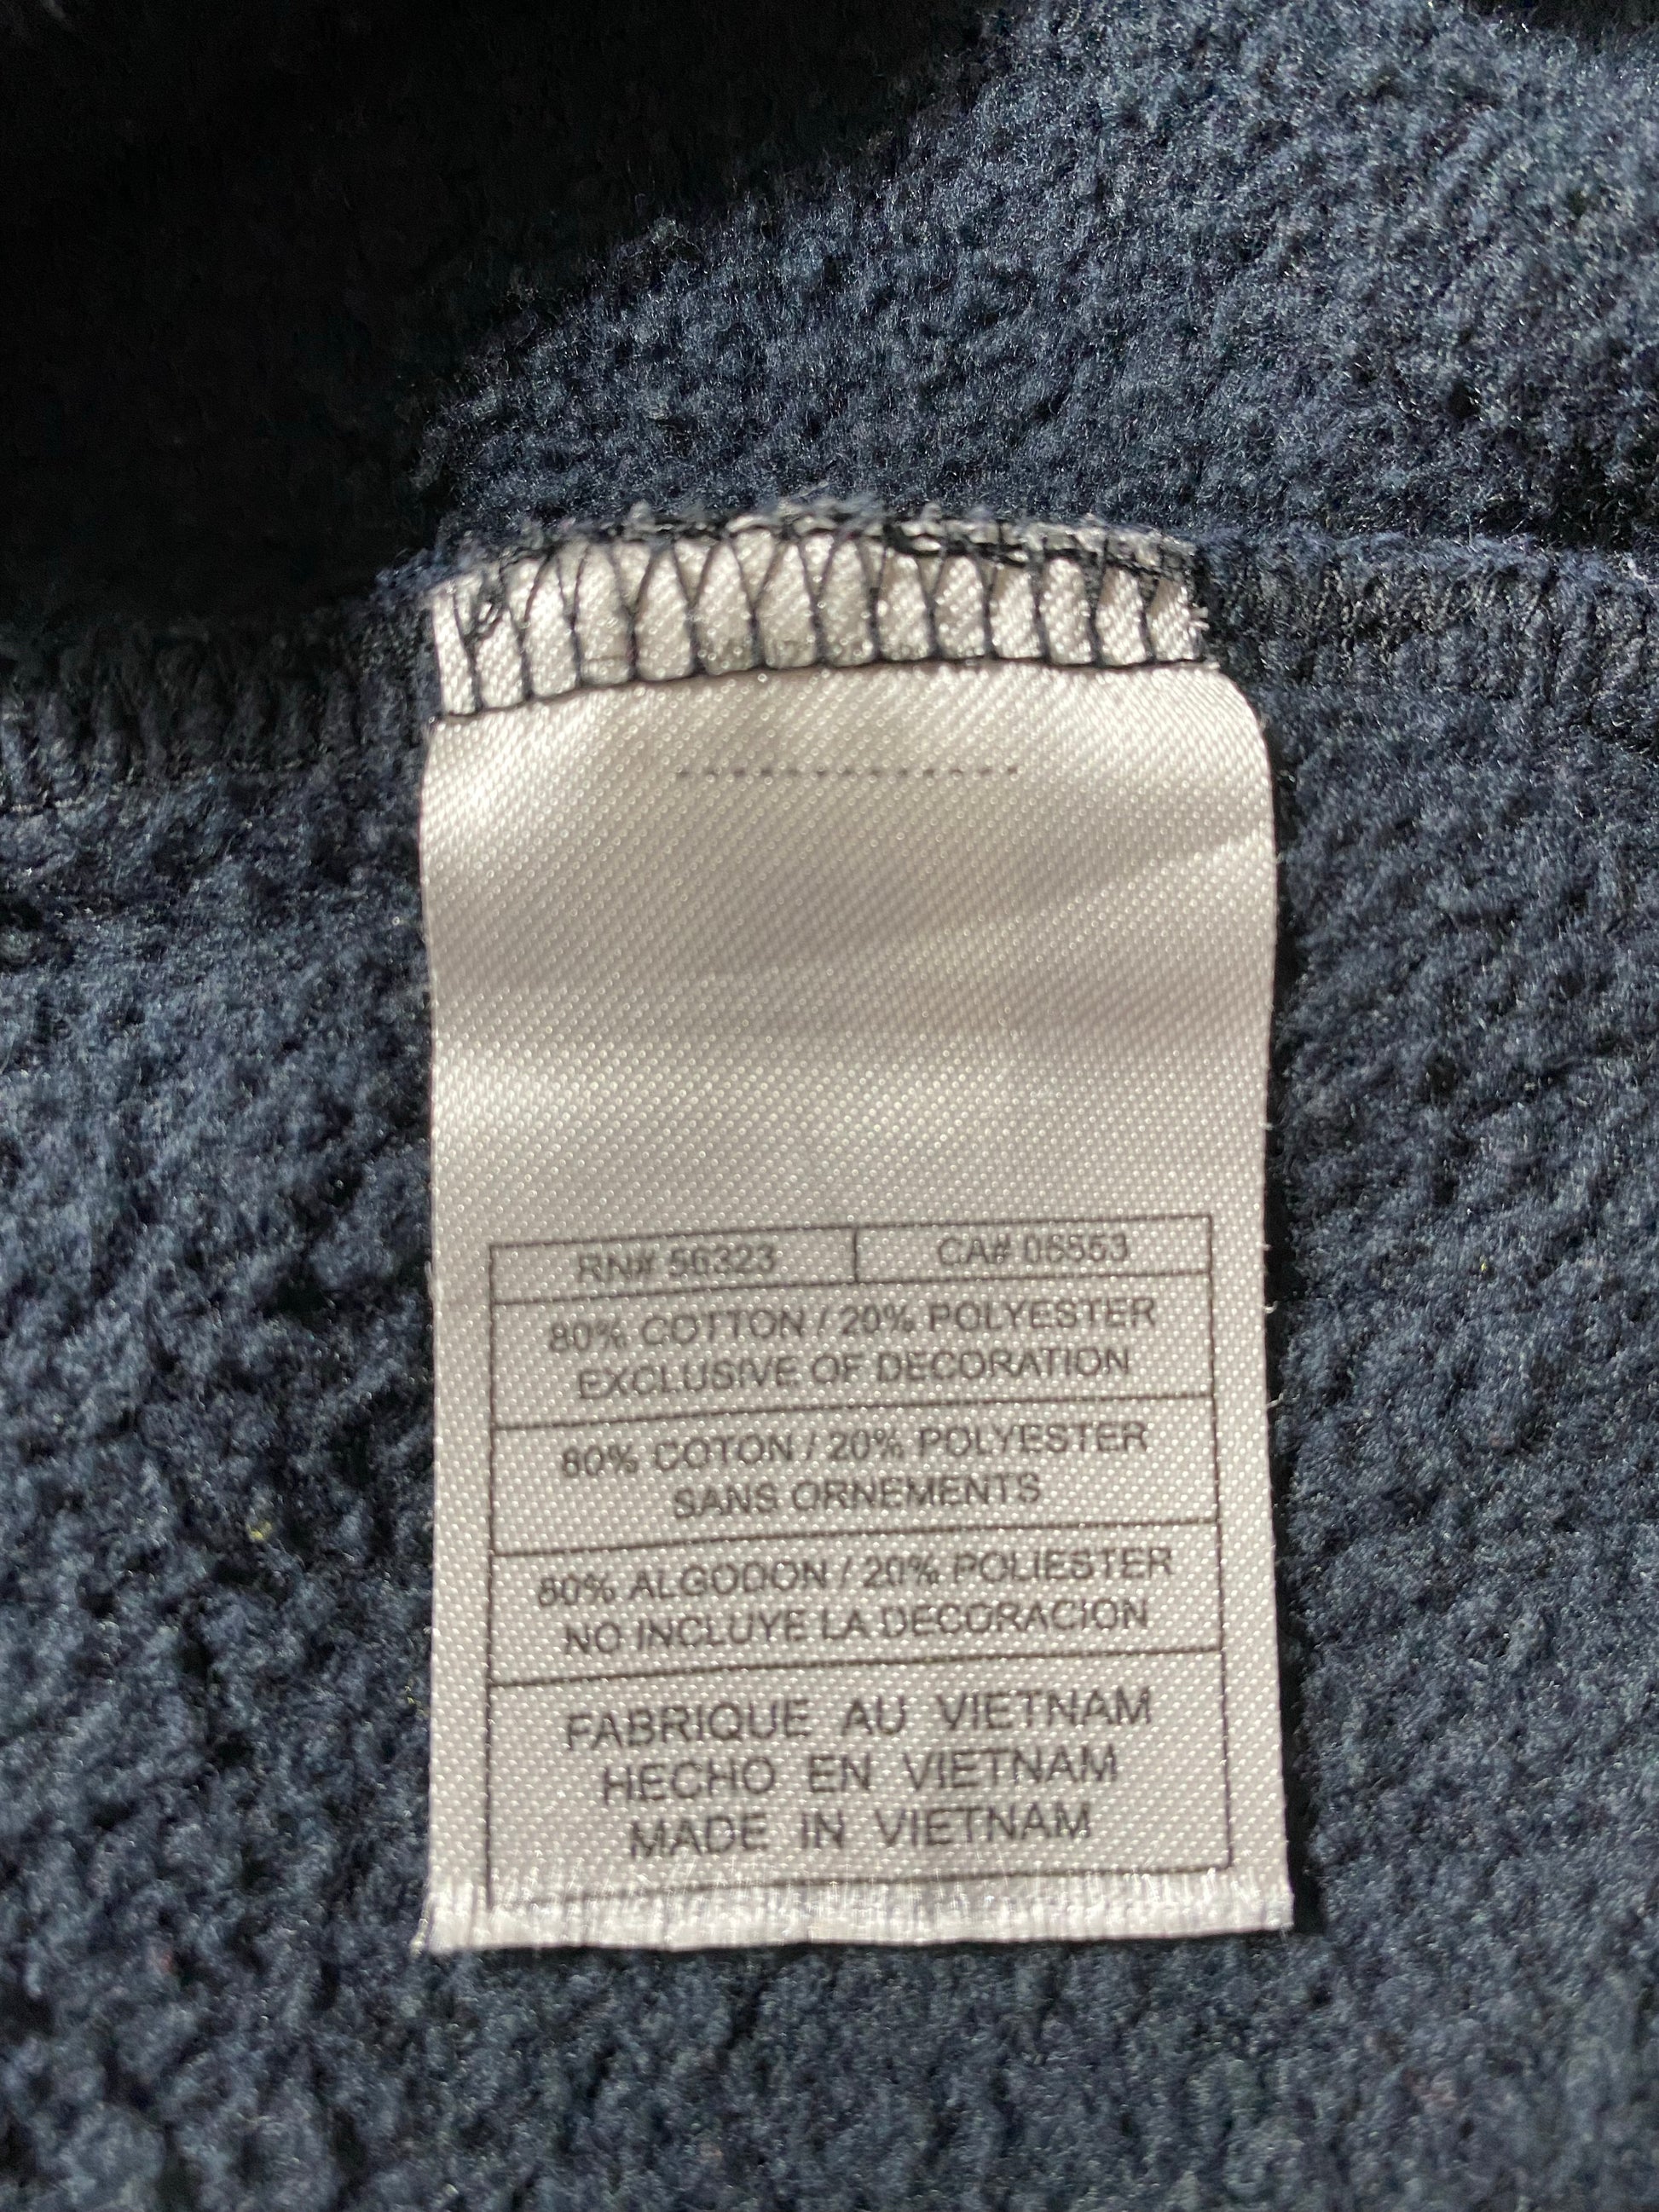 RN# 56323 CA# 05553
80% COTTON / 20% POLYESTER
EXCLUSIVE OF DECORATION
80% COTON / 20% POLYESTER
SANS ORNEMENTS
80% ALGODON / 20% POLIESTER
NO INCLUYE LA DECORACION
FABRIQUE AU VIETNAM
HECHO EN VIETNAM
MADE IN VIETNAM